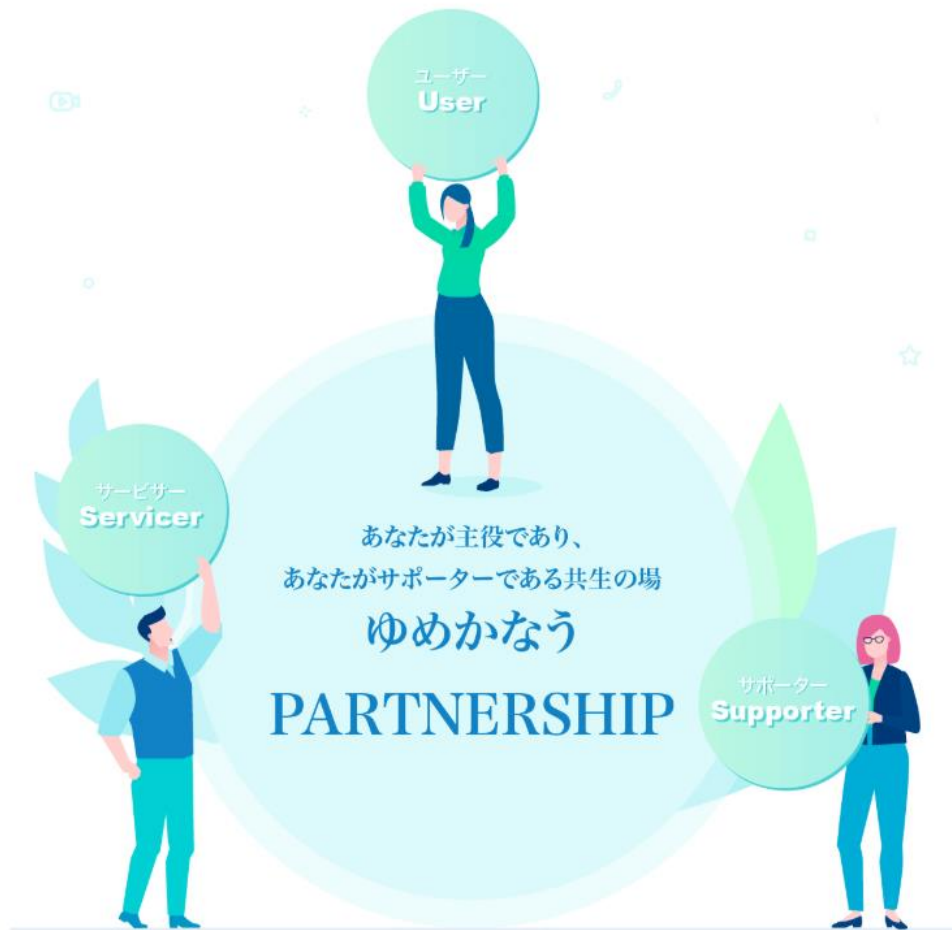 ユーザー
User
サービサー
Servicer
あなたが主役であり、
あなたがサポーターである共生の場
ゆめかなう
PARTNERSHIP
サポーター
Supporter